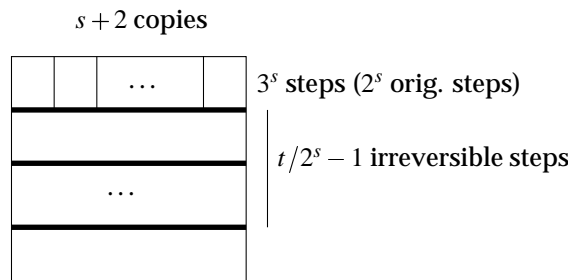 s + 2 copies
...
3^s steps (2^s orig. steps)
t/2^s − 1 irreversible steps
...